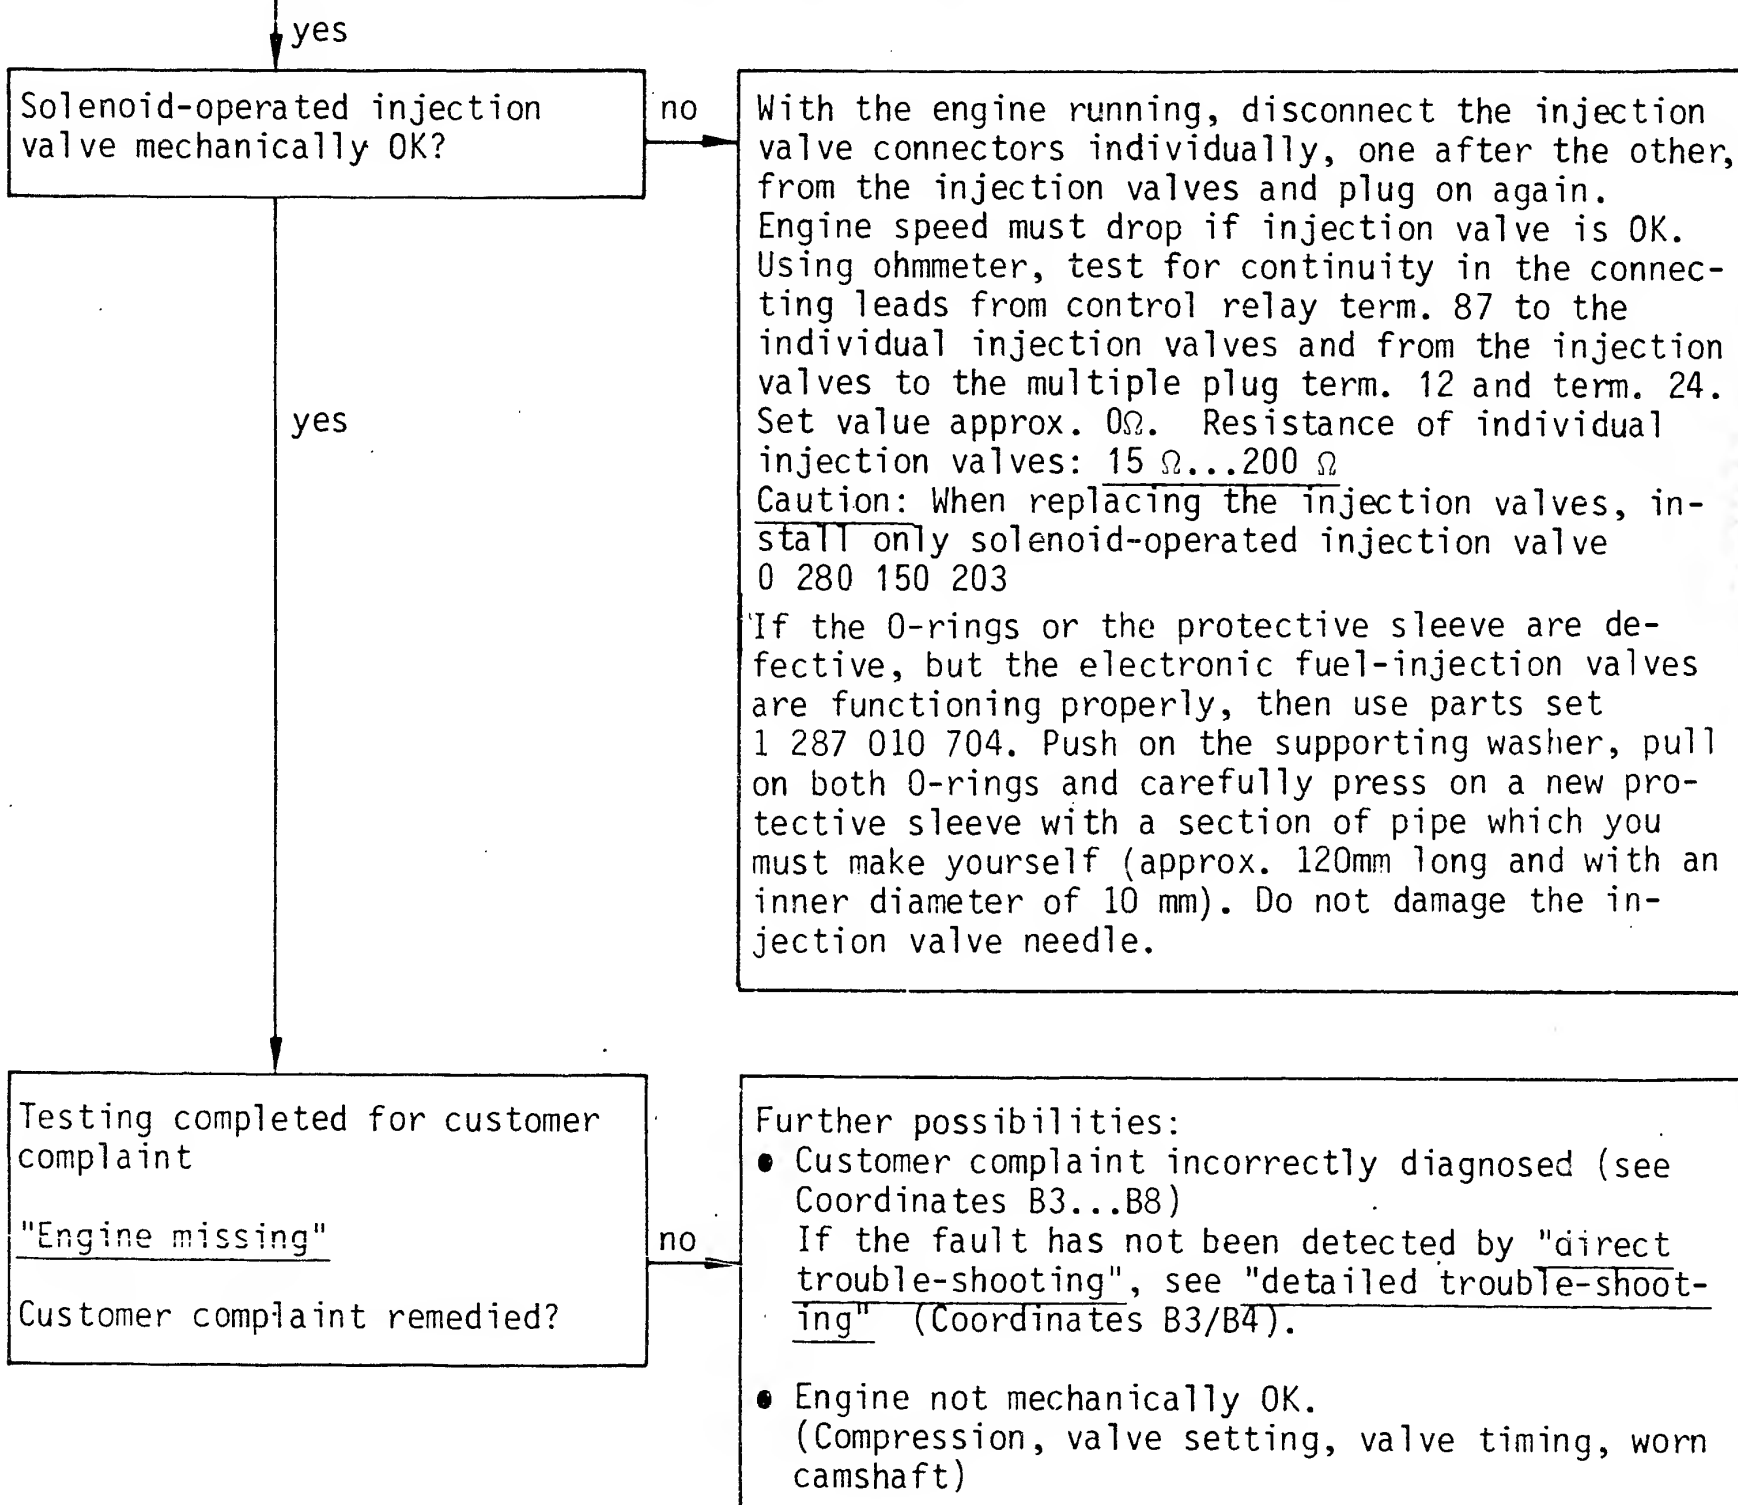 yes
Solenoid-operated injection
valve mechanically OK?
no
With the engine running, disconnect the injection
valve connectors individually, one after the other,
from the injection valves and plug on again.
Engine speed must drop if injection valve is OK.
Using ohmmeter, test for continuity in the connec-
ting leads from control relay term. 87 to the
individual injection valves and from the injection
valves to the multiple plug term. 12 and term. 24.
Set value approx. 0Ω. Resistance of individual
injection valves: 15 Ω...200 Ω
Caution: When replacing the injection valves, in-
stall only solenoid-operated injection valve
0 280 150 203
If the O-rings or the protective sleeve are de-
fective, but the electronic fuel-injection valves
are functioning properly, then use parts set
1 287 010 704. Push on the supporting washer, pull
on both O-rings and carefully press on a new pro-
tective sleeve with a section of pipe which you
must make yourself (approx. 120mm long and with an
inner diameter of 10 mm). Do not damage the in-
jection valve needle.
yes
Testing completed for customer
complaint
"Engine missing"
Customer complaint remedied?
no
Further possibilities:
• Customer complaint incorrectly diagnosed (see
Coordinates B3...B8)
If the fault has not been detected by "direct
trouble-shooting", see "detailed trouble-shoot-
ing" (Coordinates B3/B4).
• Engine not mechanically OK.
(Compression, valve setting, valve timing, worn
camshaft)